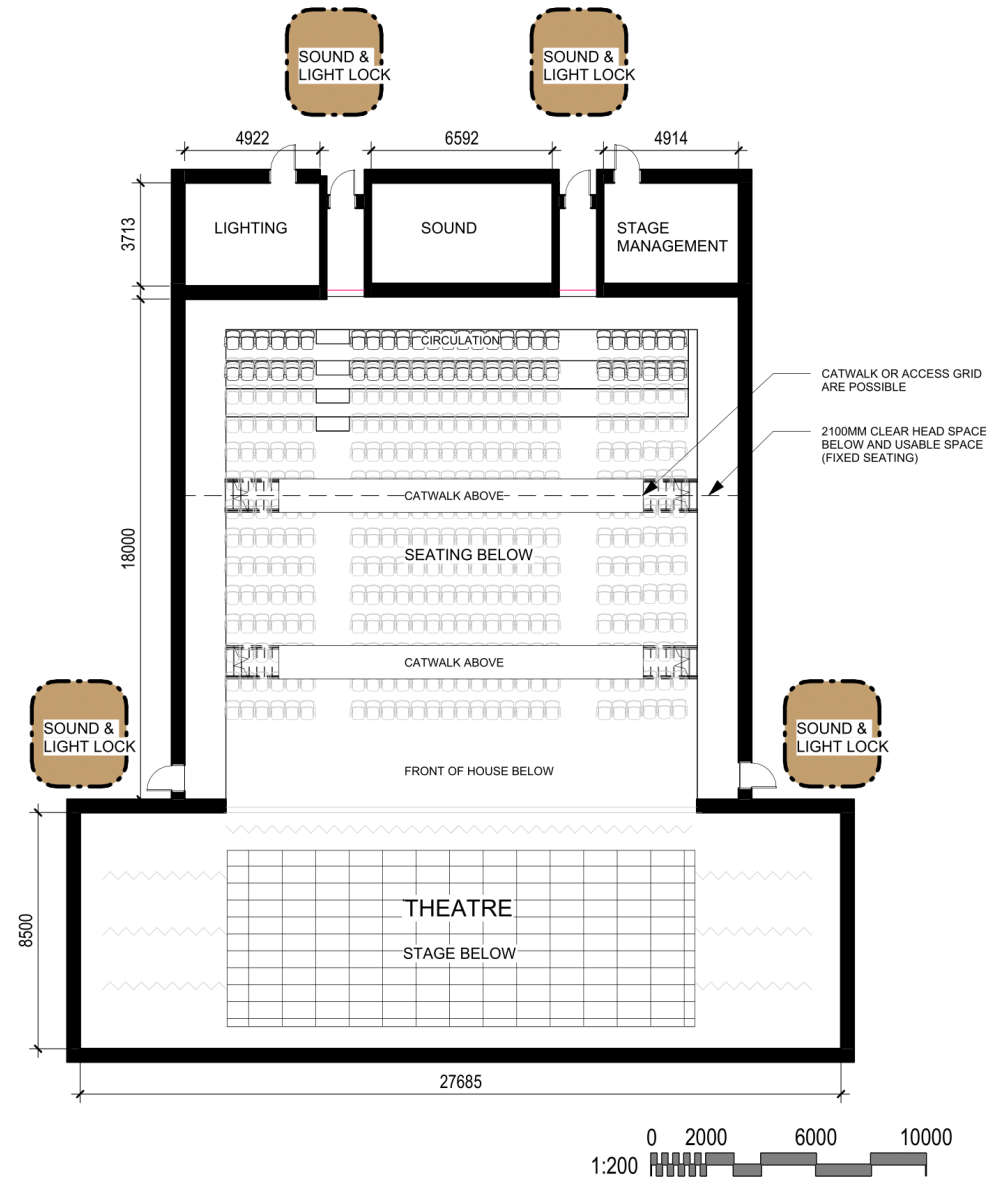 SOUND &
LIGHT LOCK
SOUND &
LIGHT LOCK
4922
6592
4914
3713
LIGHTING
SOUND
STAGE
MANAGEMENT
CIRCULATION
CATWALK OR ACCESS GRID
ARE POSSIBLE
2100MM CLEAR HEAD SPACE
BELOW AND USABLE SPACE
(FIXED SEATING)
CATWALK ABOVE
18000
SEATING BELOW
CATWALK ABOVE
SOUND &
LIGHT LOCK
SOUND &
LIGHT LOCK
FRONT OF HOUSE BELOW
8500
THEATRE
STAGE BELOW
27685
0 2000 6000 10000
1:200